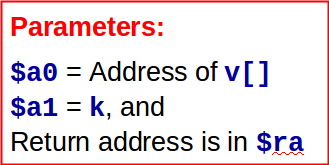 Parameters:
$a0 = Address of v[]
$a1 = k, and
Return address is in $ra